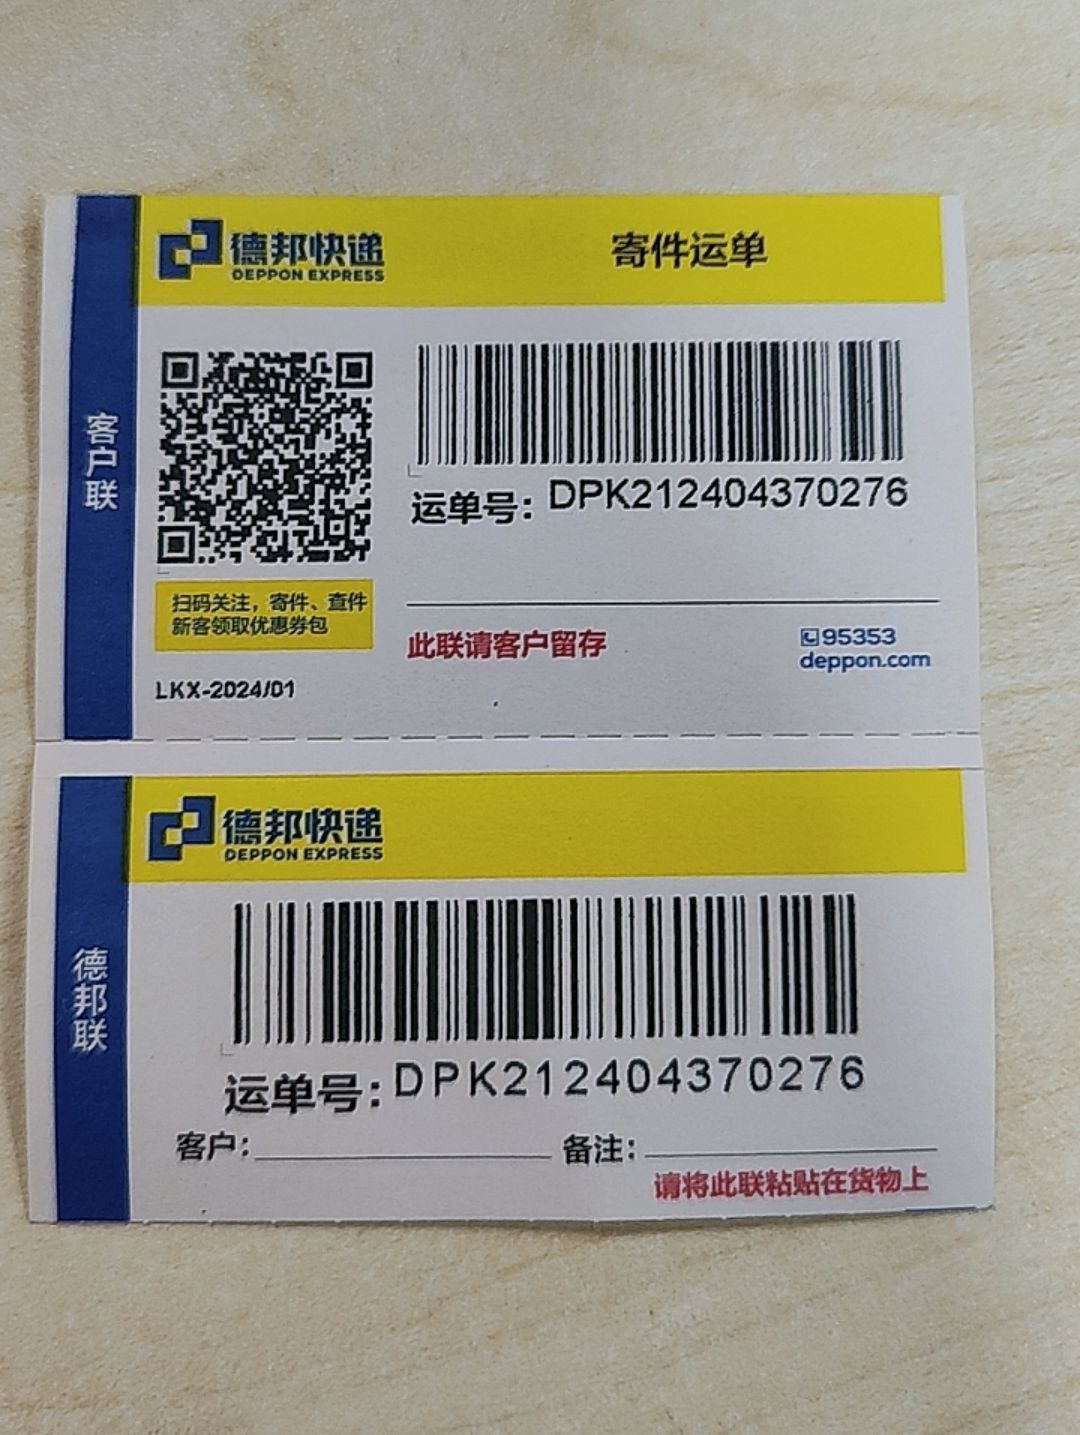 德邦快递
DEPPON EXPRESS
寄件运单
客户联
运单号：DPK212404370276
扫码关注，寄件、查件
新客领取优惠券包
此联请客户留存
95353
deppon.com
LKX-2024/01
德邦快递
DEPPON EXPRESS
德邦联
运单号：DPK212404370276
客户：
备注：
请将此联粘贴在货物上